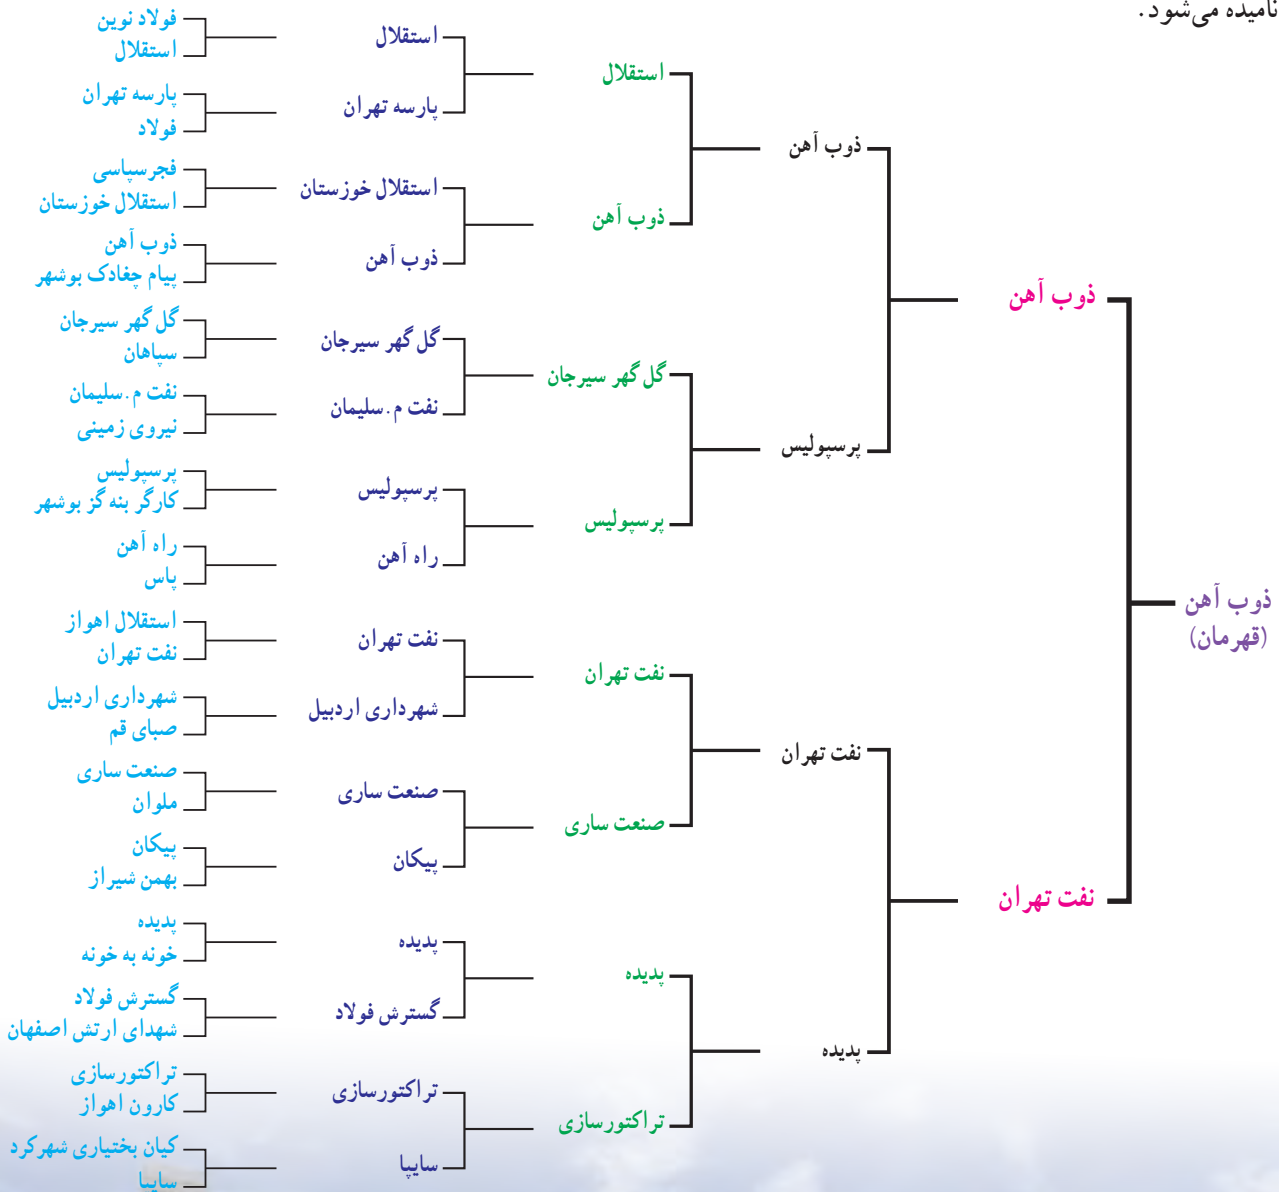 نامیده می‌شود.
فولاد نوین
استقلال
پارسه تهران
فولاد
فجرسپاسی
استقلال خوزستان
ذوب آهن
پیام چغادک بوشهر
گل گهر سیرجان
سپاهان
نفت م.سلیمان
نیروی زمینی
پرسپولیس
کارگر بنه گز بوشهر
راه آهن
پاس
استقلال اهواز
نفت تهران
شهرداری اردبیل
صبای قم
صنعت ساری
ملوان
پیکان
بهمن شیراز
پدیده
خونه به خونه
گسترش فولاد
شهدای ارتش اصفهان
تراکتورسازی
کارون اهواز
کیان بختیاری شهرکرد
سایپا
استقلال
پارسه تهران
استقلال خوزستان
ذوب آهن
گل گهر سیرجان
نفت م.سلیمان
پرسپولیس
راه آهن
نفت تهران
شهرداری اردبیل
صنعت ساری
پیکان
پدیده
گسترش فولاد
تراکتورسازی
سایپا
استقلال
ذوب آهن
گل گهر سیرجان
پرسپولیس
نفت تهران
صنعت ساری
پدیده
تراکتورسازی
ذوب آهن
پرسپولیس
نفت تهران
پدیده
ذوب آهن
نفت تهران
ذوب آهن
(قهرمان)